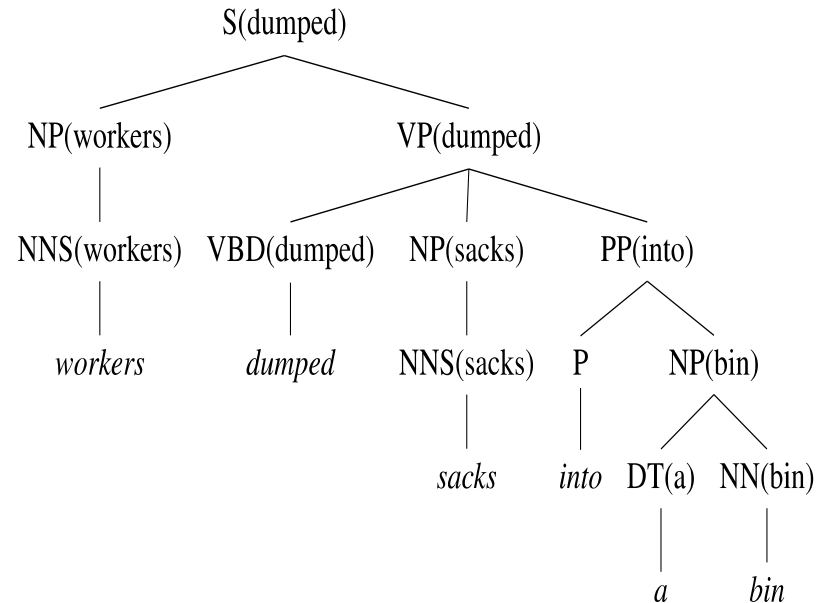 S(dumped)
NP(workers) VP(dumped)
NNS(workers) VBD(dumped) NP(sacks) PP(into)
workers dumped NNS(sacks) P NP(bin)
sacks into DT(a) NN(bin)
a bin